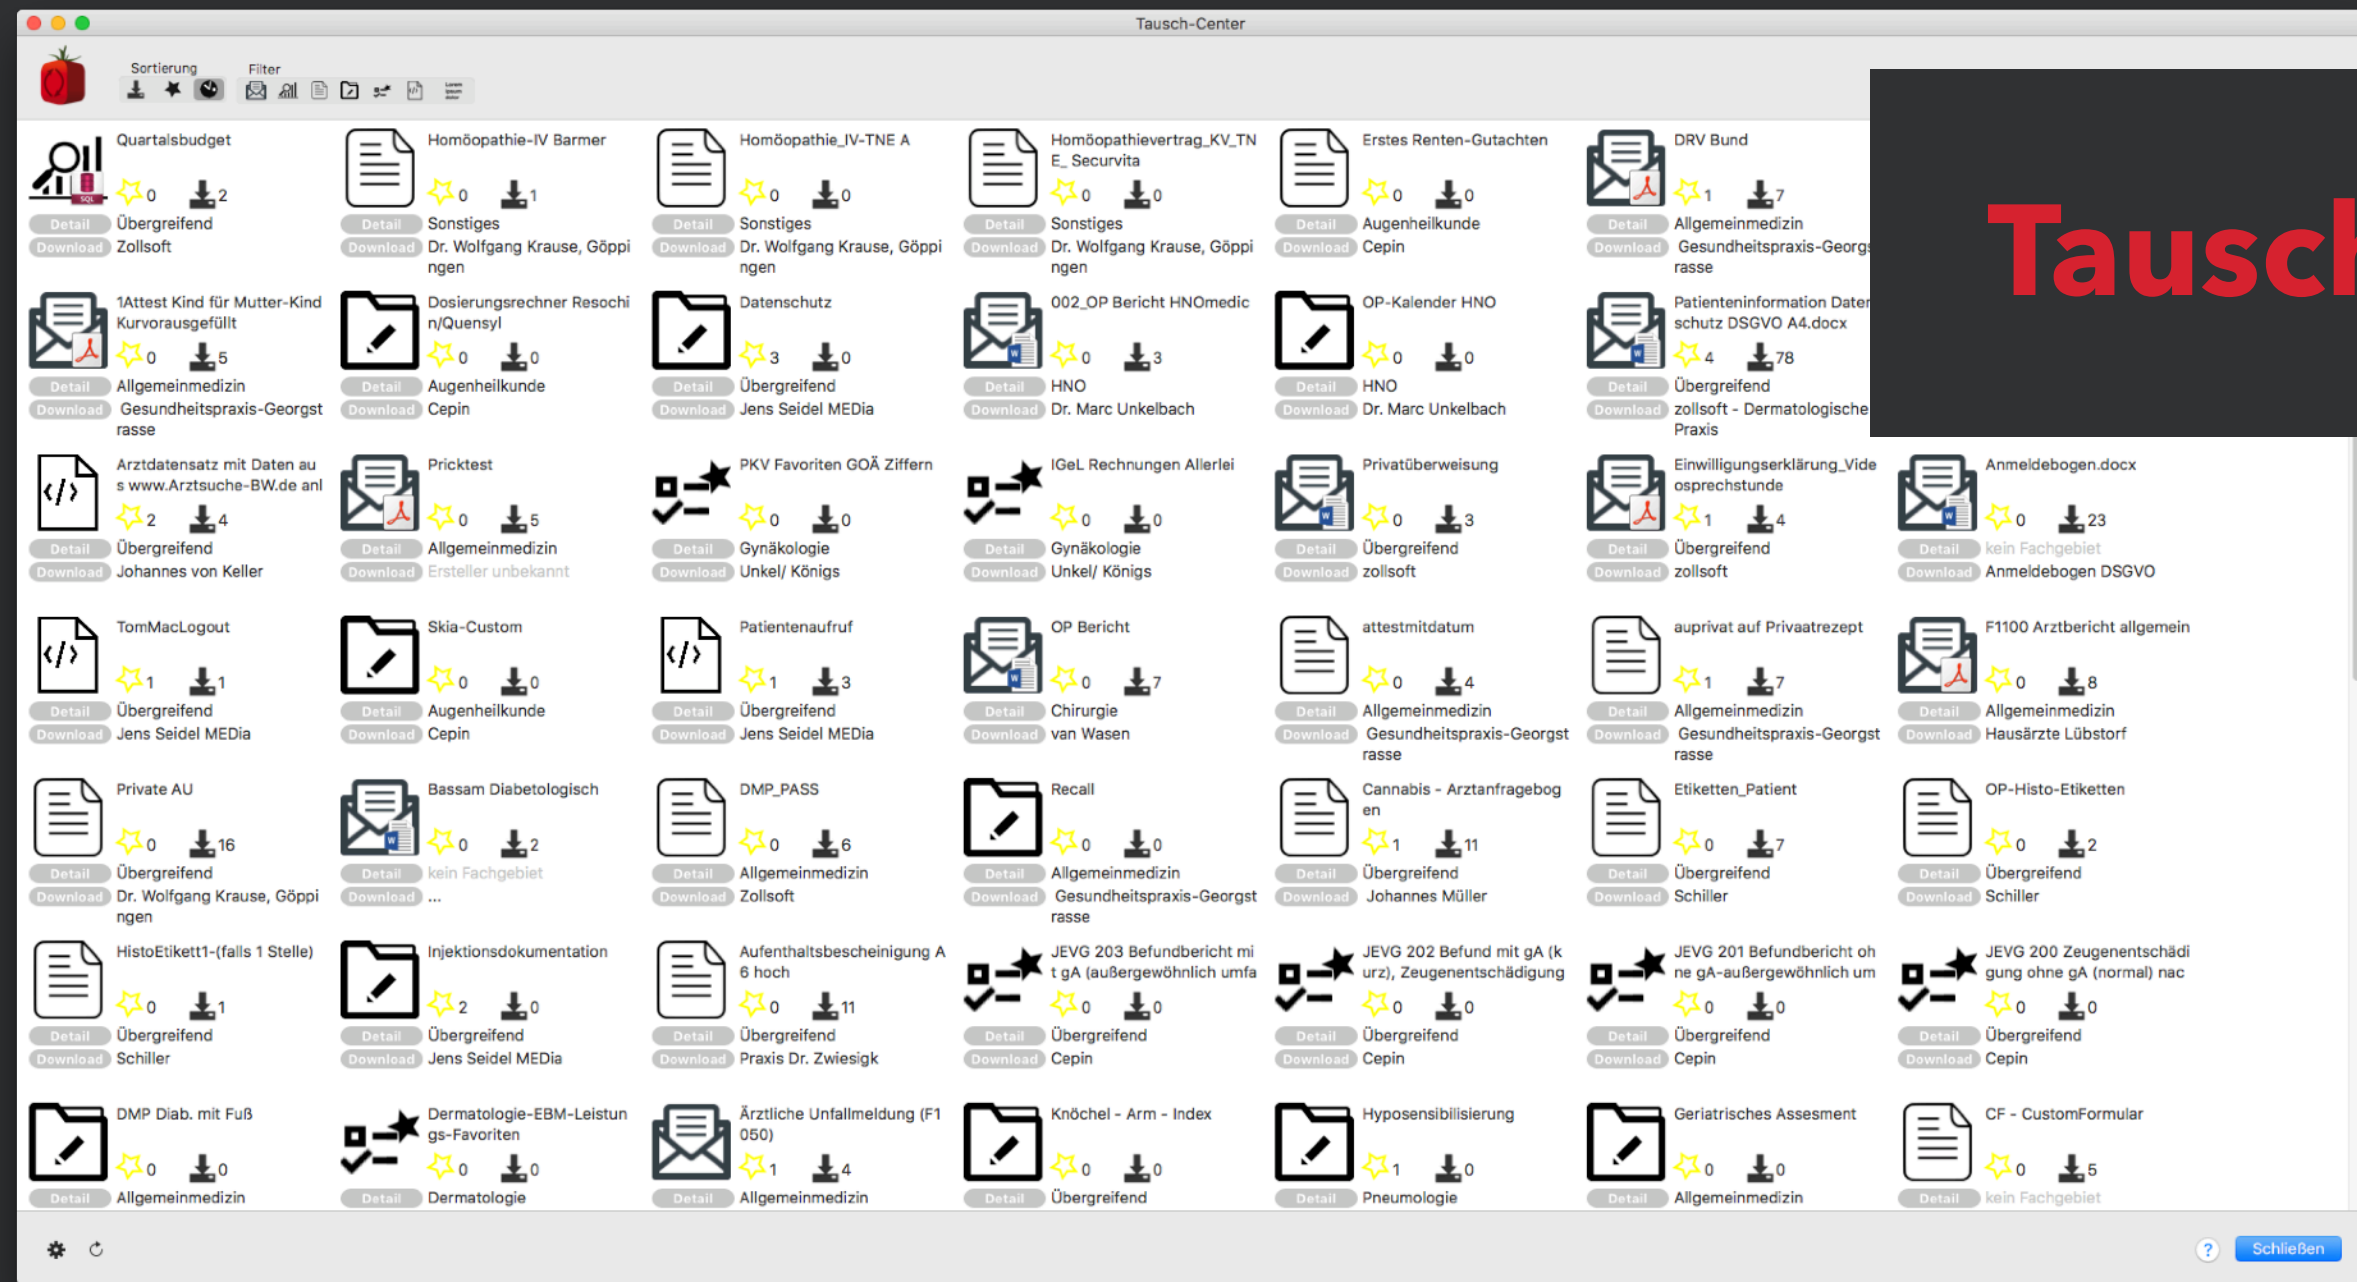 Tausch-Center
Sortierung
Filter
Lorem
ipsum
dolor
Tausch
Quartalsbudget
SQL
0 2
Detail Übergreifend
Download Zollsoft
Homöopathie-IV Barmer
0 1
Detail Sonstiges
Download Dr. Wolfgang Krause, Göppi
ngen
Homöopathie_IV-TNE A
0 0
Detail Sonstiges
Download Dr. Wolfgang Krause, Göppi
ngen
Homöopathievertrag_KV_TN
E_ Securvita
0 0
Detail Sonstiges
Download Dr. Wolfgang Krause, Göppi
ngen
Erstes Renten-Gutachten
0 0
Detail Augenheilkunde
Download Cepin
DRV Bund
1 7
Detail Allgemeinmedizin
Download Gesundheitspraxis-Georgs
rasse
1Attest Kind für Mutter-Kind
Kurvorausgefüllt
0 5
Detail Allgemeinmedizin
Download Gesundheitspraxis-Georgst
rasse
Dosierungsrechner Resochi
n/Quensyl
0 0
Detail Augenheilkunde
Download Cepin
Datenschutz
3 0
Detail Übergreifend
Download Jens Seidel MEDia
002_OP Bericht HNOmedic
W
0 3
Detail HNO
Download Dr. Marc Unkelbach
OP-Kalender HNO
0 0
Detail HNO
Download Dr. Marc Unkelbach
Patienteninformation Daten
schutz DSGVO A4.docx
W
4 78
Detail Übergreifend
Download zollsoft - Dermatologische
Praxis
Arztdatensatz mit Daten au
s www.Arztsuche-BW.de anl
</>
2 4
Detail Übergreifend
Download Johannes von Keller
Pricktest
0 5
Detail Allgemeinmedizin
Download Ersteller unbekannt
PKV Favoriten GOÄ Ziffern
0 0
Detail Gynäkologie
Download Unkel/ Königs
IGeL Rechnungen Allerlei
0 0
Detail Gynäkologie
Download Unkel/ Königs
Privatüberweisung
W
0 3
Detail Übergreifend
Download zollsoft
Einwilligungserklärung_Vide
osprechstunde
1 4
Detail Übergreifend
Download zollsoft
Anmeldebogen.docx
W
0 23
Detail kein Fachgebiet
Download Anmeldebogen DSGVO
TomMacLogout
</>
1 1
Detail Übergreifend
Download Jens Seidel MEDia
Skia-Custom
0 0
Detail Augenheilkunde
Download Cepin
Patientenaufruf
</>
1 3
Detail Übergreifend
Download Jens Seidel MEDia
OP Bericht
W
0 7
Detail Chirurgie
Download van Wasen
attestmitdatum
0 4
Detail Allgemeinmedizin
Download Gesundheitspraxis-Georgst
rasse
auprivat auf Privaatrezept
1 7
Detail Allgemeinmedizin
Download Gesundheitspraxis-Georgst
rasse
F1100 Arztbericht allgemein
0 8
Detail Allgemeinmedizin
Download Hausärzte Lübstorf
Private AU
0 16
Detail Übergreifend
Download Dr. Wolfgang Krause, Göppi
ngen
Bassam Diabetologisch
W
0 2
Detail kein Fachgebiet
Download ...
DMP_PASS
0 6
Detail Allgemeinmedizin
Download Zollsoft
Recall
0 0
Detail Allgemeinmedizin
Download Gesundheitspraxis-Georgst
rasse
Cannabis - Arztanfragebog
en
1 11
Detail Übergreifend
Download Johannes Müller
Etiketten_Patient
0 7
Detail Übergreifend
Download Schiller
OP-Histo-Etiketten
0 2
Detail Übergreifend
Download Schiller
HistoEtikett1-(falls 1 Stelle)
0 1
Detail Übergreifend
Download Schiller
Injektionsdokumentation
2 0
Detail Übergreifend
Download Jens Seidel MEDia
Aufenthaltsbescheinigung A
6 hoch
0 11
Detail Übergreifend
Download Praxis Dr. Zwiesigk
JEVG 203 Befundbericht mi
t gA (außergewöhnlich umfa
0 0
Detail Übergreifend
Download Cepin
JEVG 202 Befund mit gA (k
urz), Zeugenentschädigung
0 0
Detail Übergreifend
Download Cepin
JEVG 201 Befundbericht oh
ne gA-außergewöhnlich um
0 0
Detail Übergreifend
Download Cepin
JEVG 200 Zeugenentschädi
gung ohne gA (normal) nac
0 0
Detail Übergreifend
Download Cepin
DMP Diab. mit Fuß
0 0
Detail Allgemeinmedizin
Dermatologie-EBM-Leistun
gs-Favoriten
0 0
Detail Dermatologie
Ärztliche Unfallmeldung (F1
050)
1 4
Detail Allgemeinmedizin
Knöchel - Arm - Index
0 0
Detail Übergreifend
Hyposensibilisierung
1 0
Detail Pneumologie
Geriatrisches Assesment
0 0
Detail Allgemeinmedizin
CF - CustomFormular
0 5
Detail kein Fachgebiet
?
Schließen